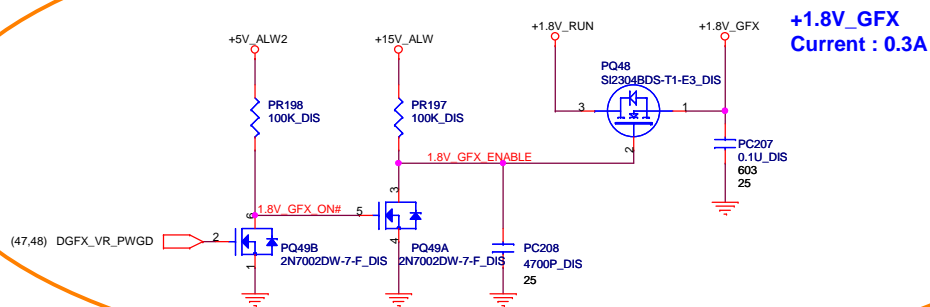 +1.8V_GFX
Current : 0.3A
+5V_ALW2
+15V_ALW
+1.8V_RUN
+1.8V_GFX
PR198
100K_DIS
PR197
100K_DIS
PQ48
SI2304BDS-T1-E3_DIS
3
1
2
1.8V_GFX_ENABLE
PC207
0.1U_DIS
603
25
6
1.8V_GFX_ON#
5
3
4
(47,48) DGFX_VR_PWGD
2
1
PQ49B
2N7002DW-7-F_DIS
PQ49A
2N7002DW-7-F_DIS
PC208
4700P_DIS
25